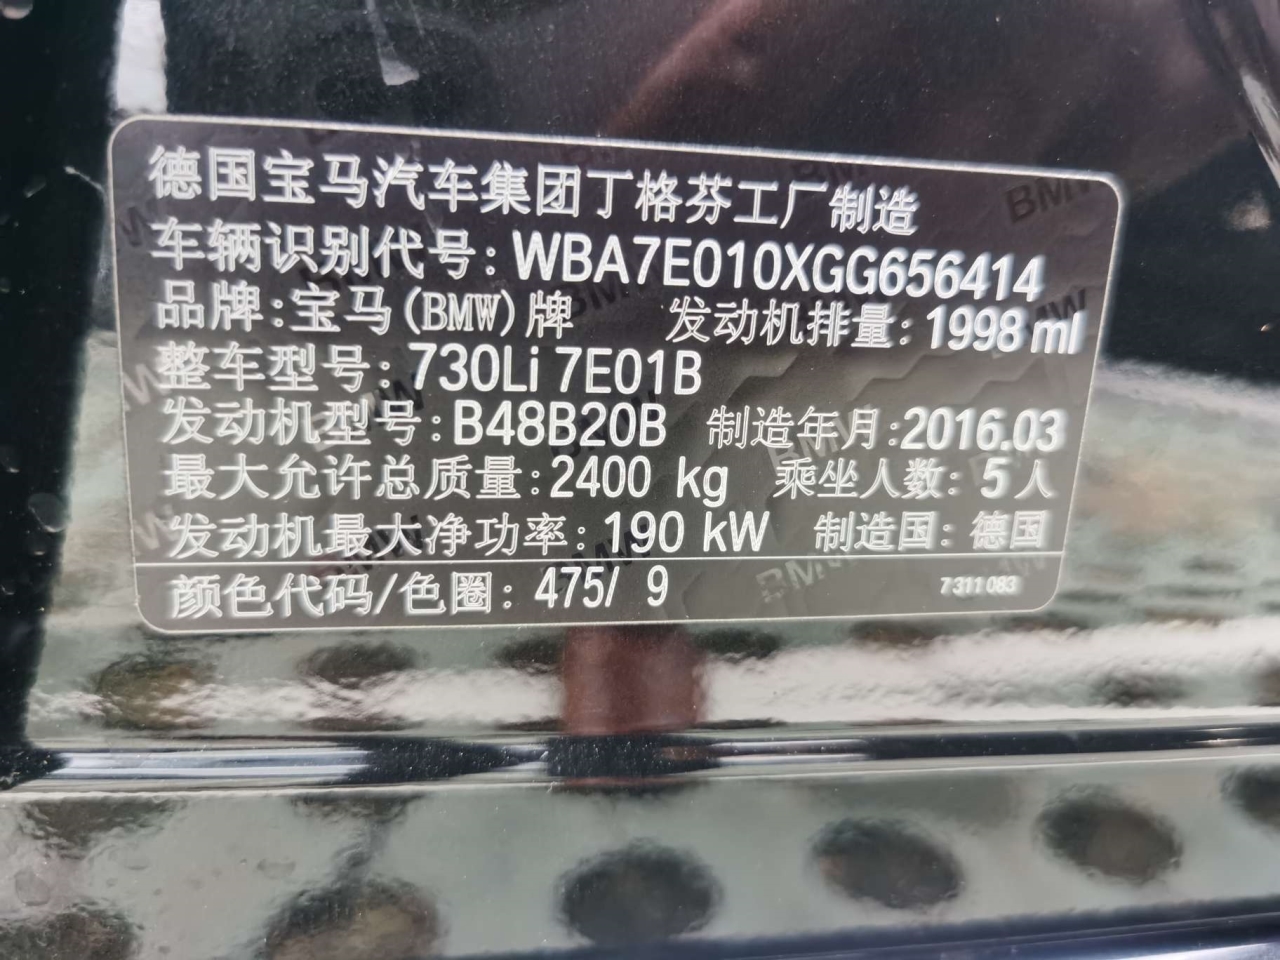 德国宝马汽车集团丁格芬工厂制造
车辆识别代号:WBA7E010XGG656414
品牌:宝马(BMW)牌 发动机排量:1998 ml
整车型号:730Li 7E01B
发动机型号:B48B20B 制造年月:2016.03
最大允许总质量:2400 kg 乘坐人数:5人
发动机最大净功率:190 kW 制造国:德国
颜色代码/色圈:475/ 9 7311 083